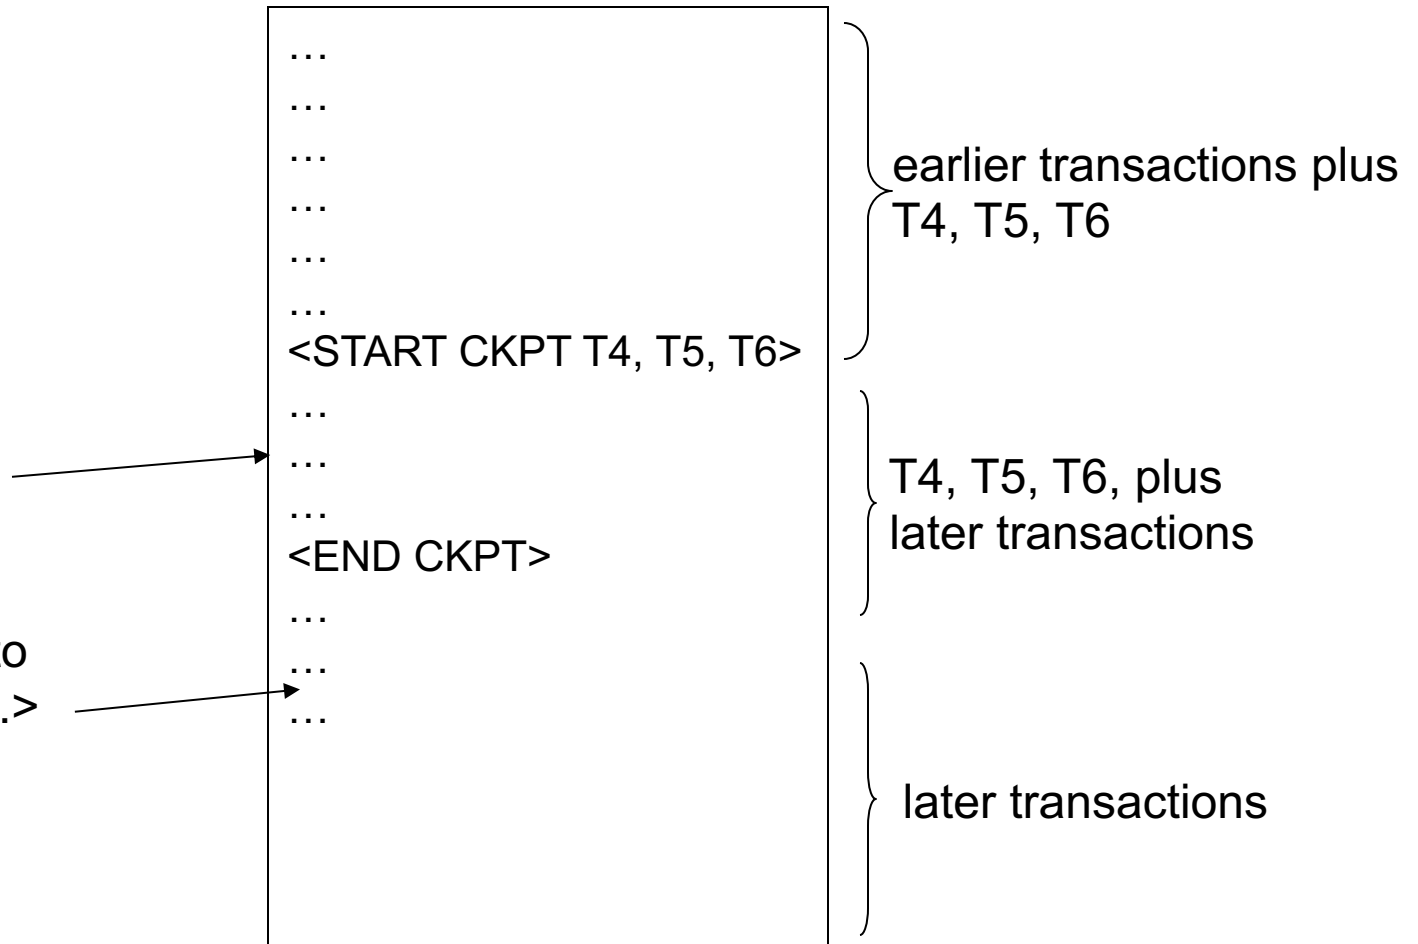 …
…
…
…
…
…
<START CKPT T4, T5, T6>
…
…
…
<END CKPT>
…
…
…
earlier transactions plus
T4, T5, T6
T4, T5, T6, plus
later transactions
later transactions
to
.>